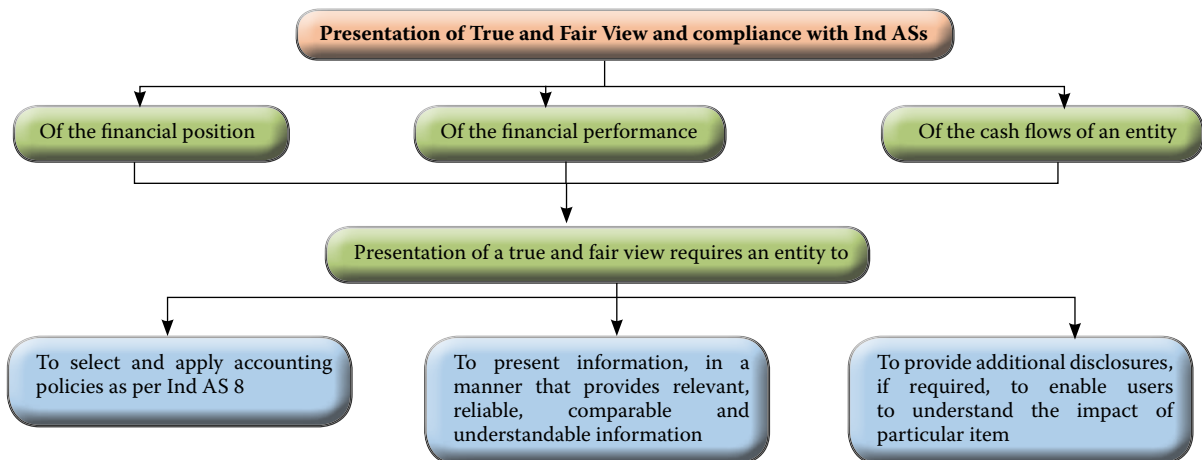 Presentation of True and Fair View and compliance with Ind ASs
Of the financial position
Of the financial performance
Of the cash flows of an entity
Presentation of a true and fair view requires an entity to
To select and apply accounting
policies as per Ind AS 8
To present information, in a
manner that provides relevant,
reliable, comparable and
understandable information
To provide additional disclosures,
if required, to enable users
to understand the impact of
particular item